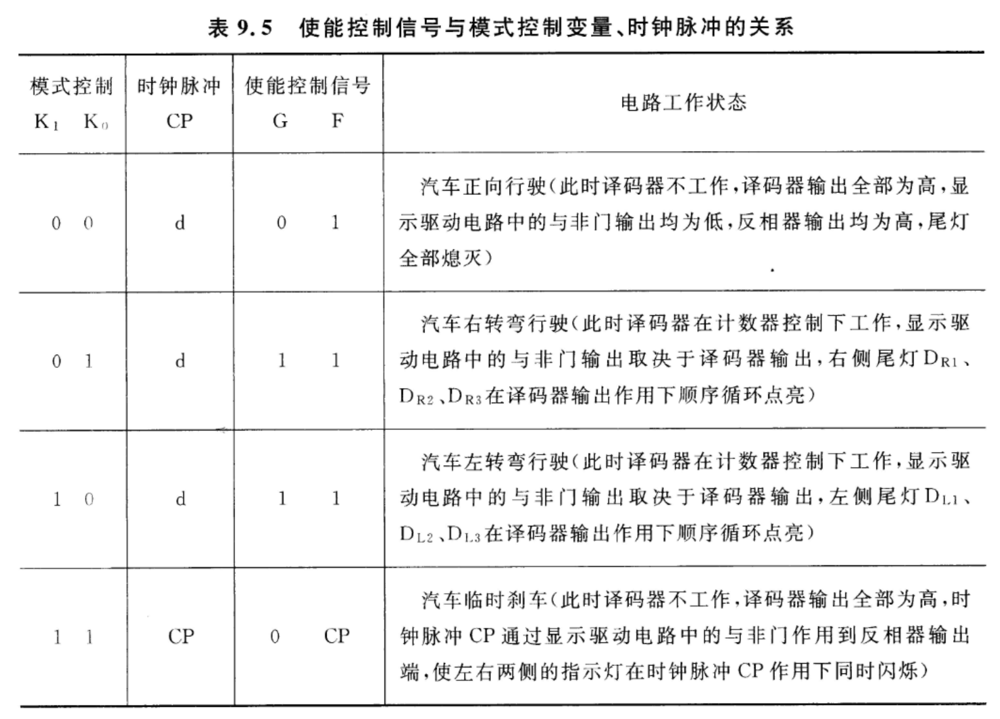 表 9.5 使能控制信号与模式控制变量、时钟脉冲的关系
模式控制 时钟脉冲 使能控制信号 电路工作状态
K₁ K₀ CP G F
汽车正向行驶(此时译码器不工作,译码器输出全部为高,显
0 0 d 0 1 示驱动电路中的与非门输出均为低,反相器输出均为高,尾灯
全部熄灭)
汽车右转弯行驶(此时译码器在计数器控制下工作,显示驱
0 1 d 1 1 动电路中的与非门输出取决于译码器输出,右侧尾灯 D_R1、
D_R2、D_R3在译码器输出作用下顺序循环点亮)
汽车左转弯行驶(此时译码器在计数器控制下工作,显示驱
1 0 d 1 1 动电路中的与非门输出取决于译码器输出,左侧尾灯 D_L1、
D_L2、D_L3在译码器输出作用下顺序循环点亮)
汽车临时刹车(此时译码器不工作,译码器输出全部为高,时
1 1 CP 0 CP 钟脉冲 CP 通过显示驱动电路中的与非门作用到反相器输出
端,使左右两侧的指示灯在时钟脉冲 CP 作用下同时闪烁)